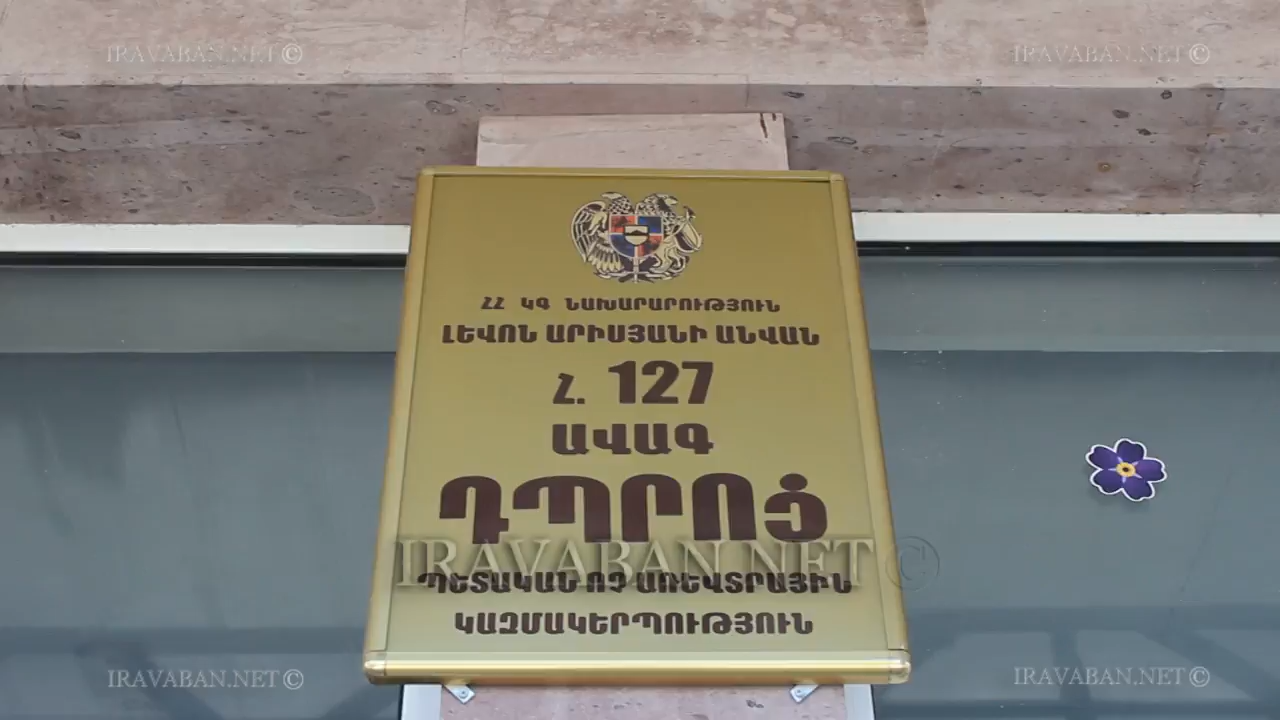 IRAVABAN.NET© IRAVABAN.NET©
ՀՀ ԿԳ ՆԱԽԱՐԱՐՈՒԹՅՈՒՆ
ԼԵՎՈՆ ԱՐԻՍՅԱՆԻ ԱՆՎԱՆ
Հ. 127
ԱՎԱԳ
ԴՊՐՈՑ
IRAVABAN.NET©
ՊԵՏԱԿԱՆ ՈՉ ԱՌԵՎՏՐԱՅԻՆ
ԿԱԶՄԱԿԵՐՊՈՒԹՅՈՒՆ
IRAVABAN.NET© IRAVABAN.NET©